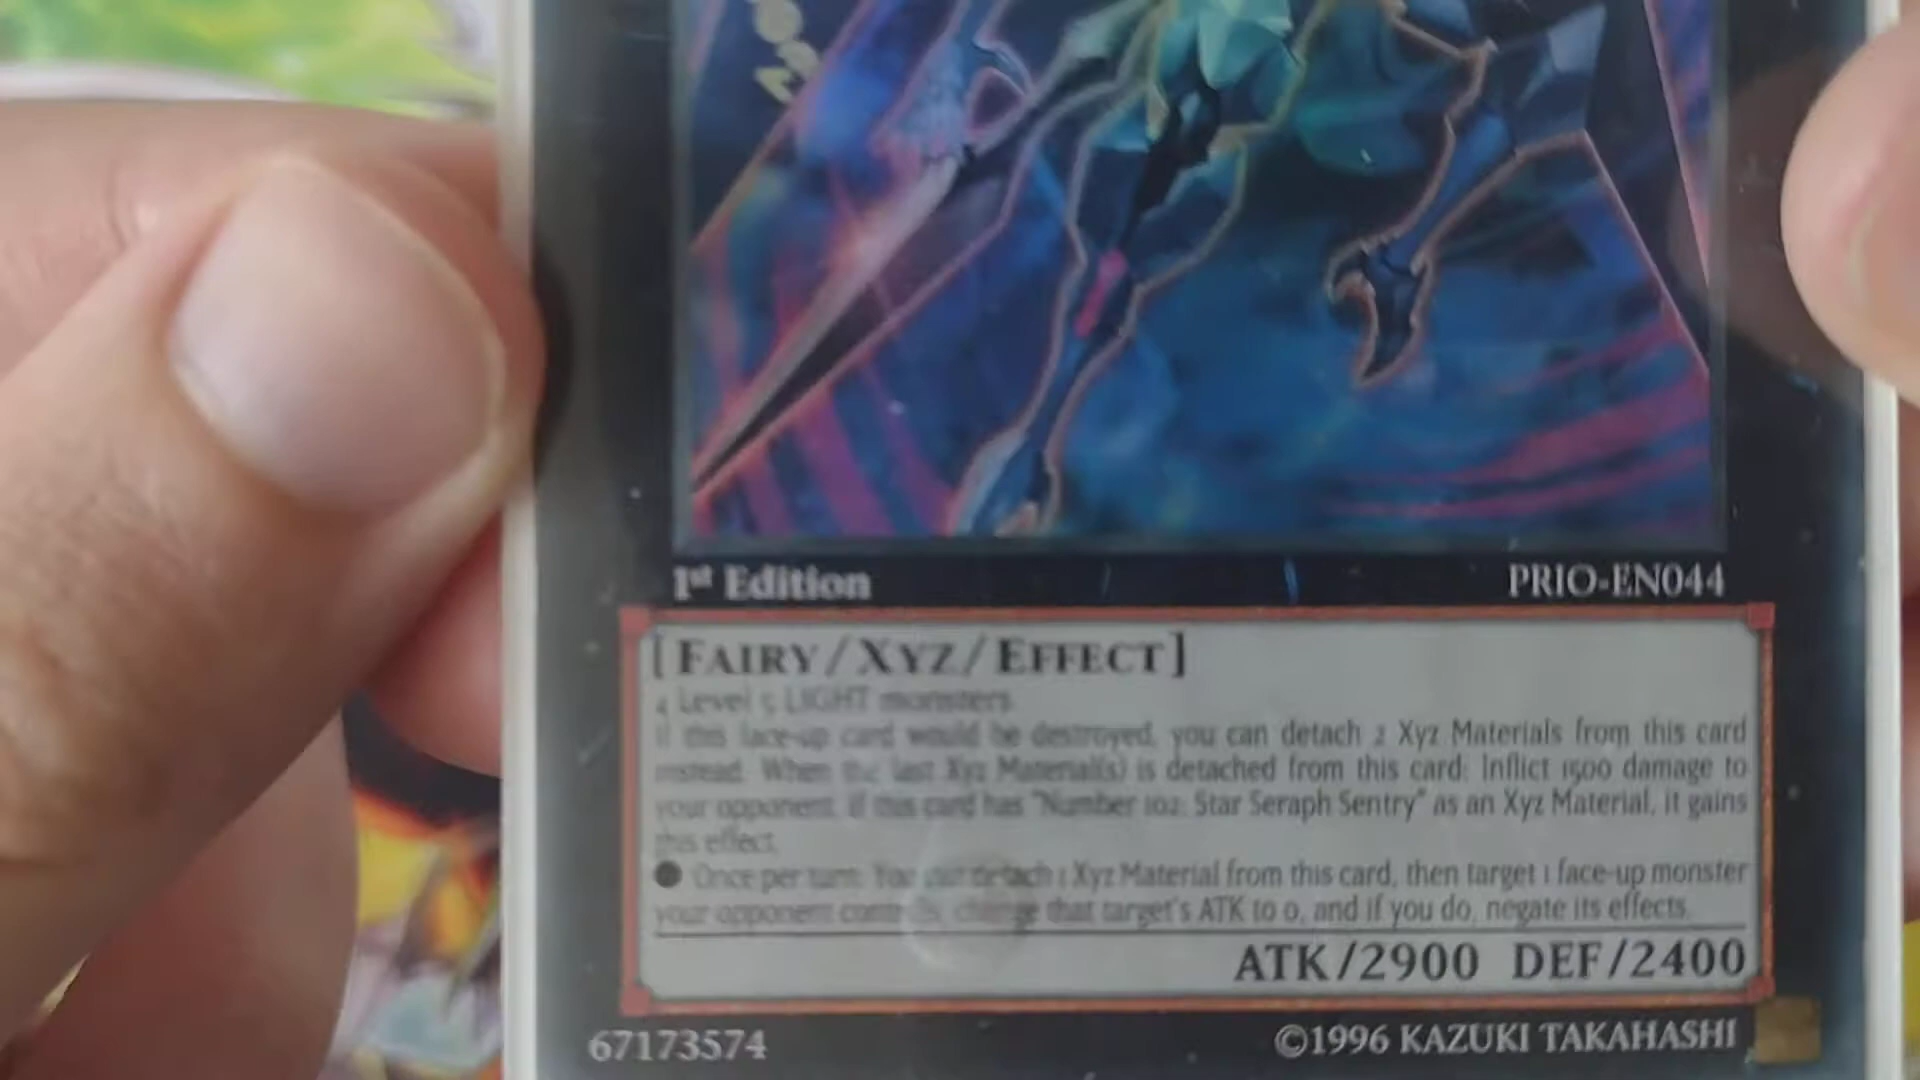 1st Edition
PRIO-EN044
[FAIRY/XYZ/EFFECT]
4 Level 5 LIGHT monsters
If this face-up card would be destroyed, you can detach 2 Xyz Materials from this card
instead. When the last Xyz Material(s) is detached from this card: Inflict 1500 damage to
your opponent. If this card has "Number 102: Star Seraph Sentry" as an Xyz Material, it gains
this effect.
● Once per turn: You can detach 1 Xyz Material from this card, then target 1 face-up monster
your opponent controls; change that target's ATK to 0, and if you do, negate its effects.
ATK/2900 DEF/2400
67173574
©1996 KAZUKI TAKAHASHI